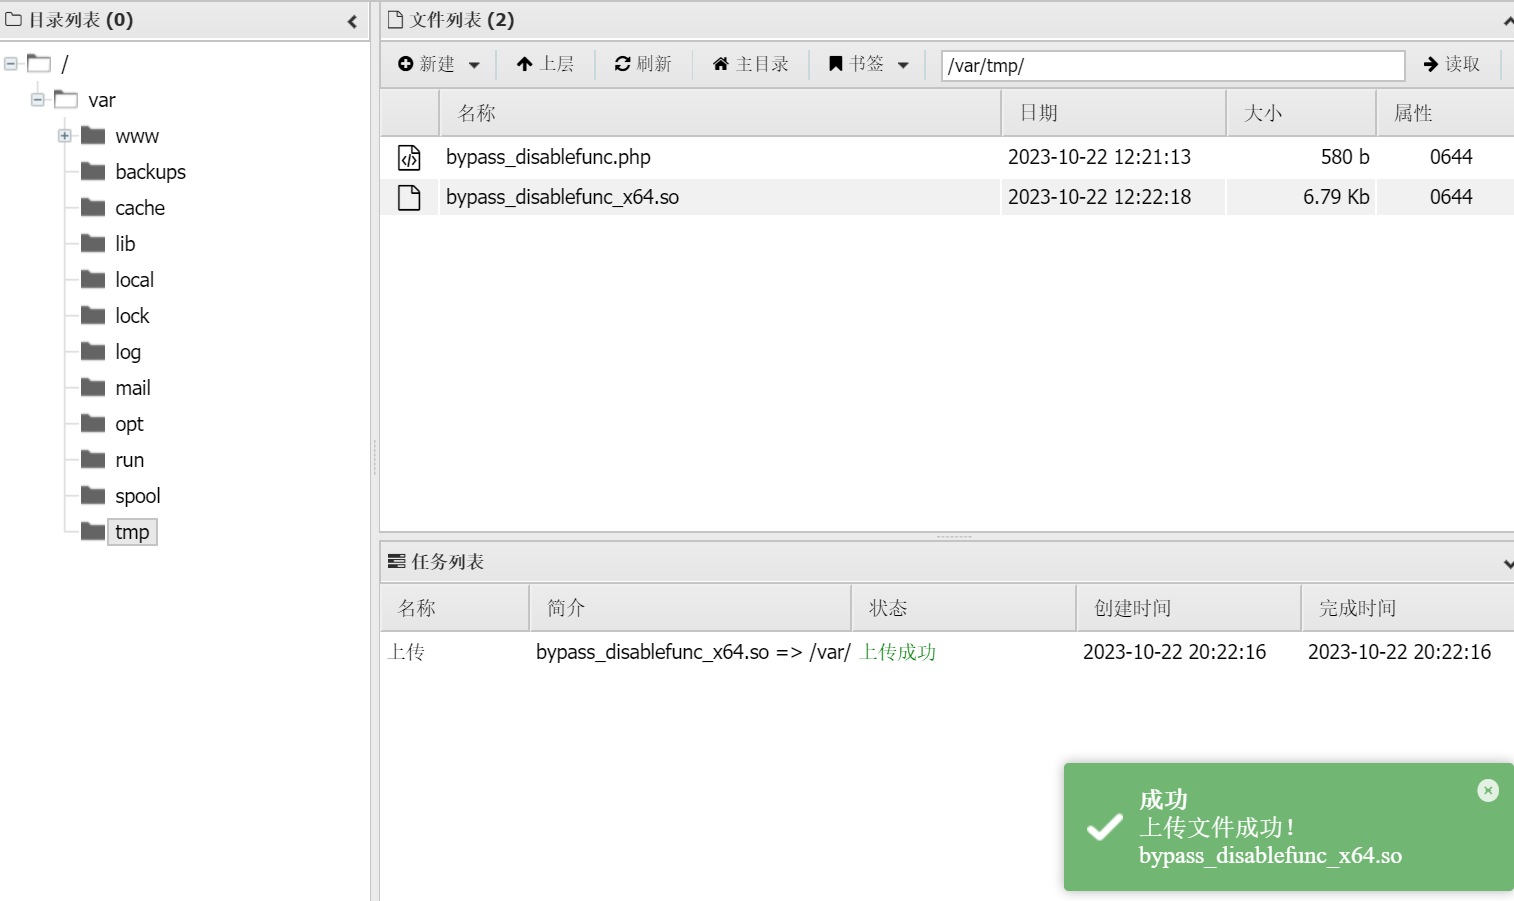 目录列表 (0)
/
var
www
backups
cache
lib
local
lock
log
mail
opt
run
spool
tmp
文件列表 (2)
新建 上层 刷新 主目录 书签 /var/tmp/ 读取
名称 日期 大小 属性
bypass_disablefunc.php 2023-10-22 12:21:13 580 b 0644
bypass_disablefunc_x64.so 2023-10-22 12:22:18 6.79 Kb 0644
任务列表
名称 简介 状态 创建时间 完成时间
上传 bypass_disablefunc_x64.so => /var/ 上传成功 2023-10-22 20:22:16 2023-10-22 20:22:16
成功
上传文件成功!
bypass_disablefunc_x64.so